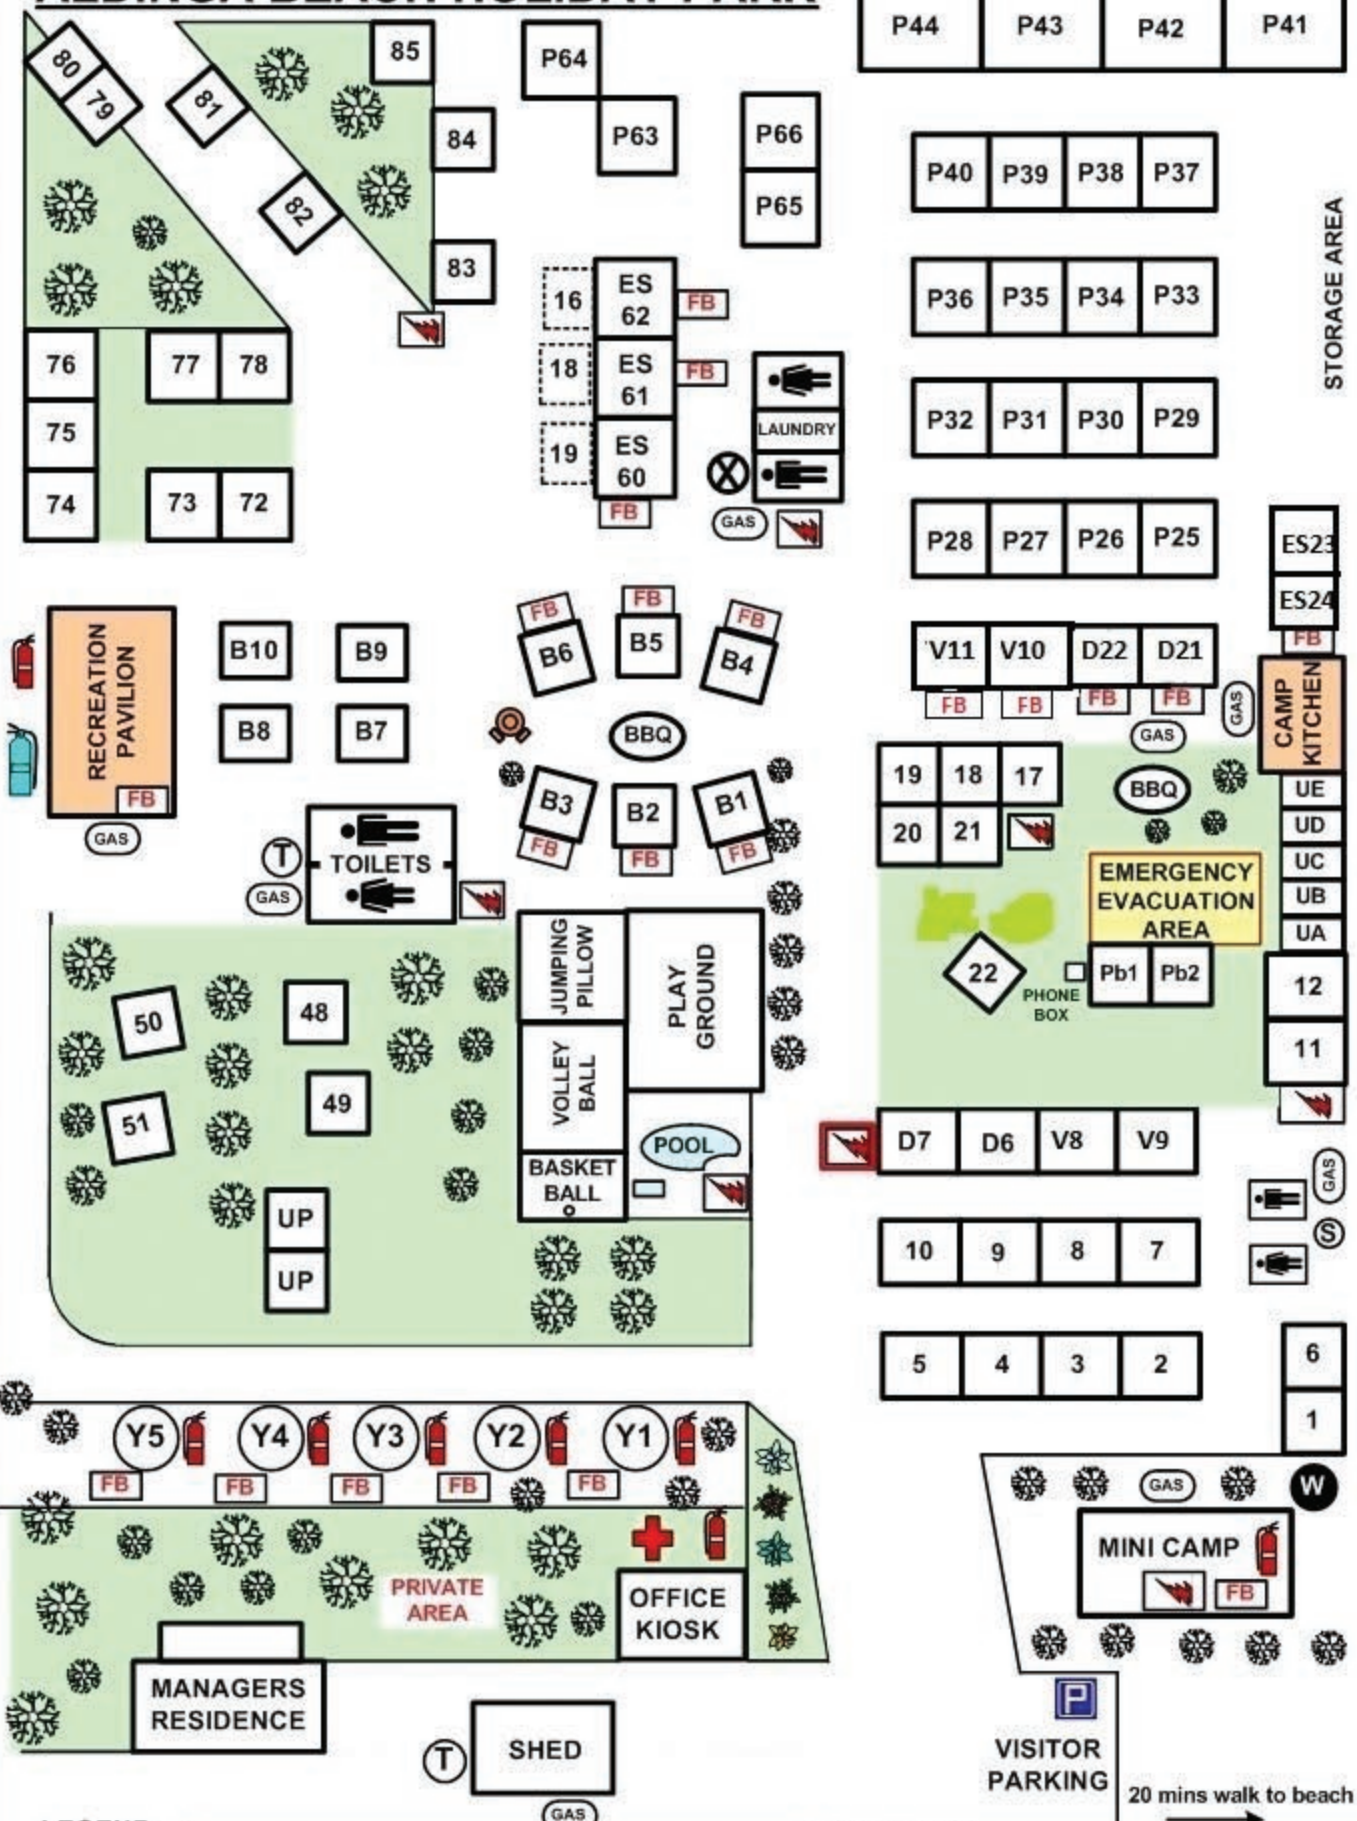 P44 P43 P42 P41
80
79
81
85
P64
84
P63
P66
P65
82
83
P40 P39 P38 P37
STORAGE AREA
16 ES 62 FB
P36 P35 P34 P33
76 77 78
18 ES 61 FB
LAUNDRY
P32 P31 P30 P29
75
19 ES 60
FB
GAS
74 73 72
P28 P27 P26 P25
ES23
ES24
FB
RECREATION
PAVILION
FB
GAS
B10 B9
B8 B7
FB FB FB
B6 B5 B4
BBQ
B3 B2 B1
FB FB FB
V11 V10 D22 D21
FB FB FB FB
GAS
GAS
CAMP
KITCHEN
19 18 17
20 21
BBQ
UE
UD
UC
UB
UA
T
TOILETS
GAS
EMERGENCY
EVACUATION
AREA
22
PHONE
BOX
Pb1 Pb2
12
11
JUMPING
PILLOW
PLAY
GROUND
50
48
51
49
VOLLEY
BALL
POOL
BASKET
BALL
D7 D6 V8 V9
GAS
S
UP
UP
10 9 8 7
5 4 3 2
6
1
Y5 Y4 Y3 Y2 Y1
FB FB FB FB FB
GAS
W
MINI CAMP
FB
PRIVATE
AREA
OFFICE
KIOSK
MANAGERS
RESIDENCE
T
SHED
GAS
P
VISITOR
PARKING
20 mins walk to beach